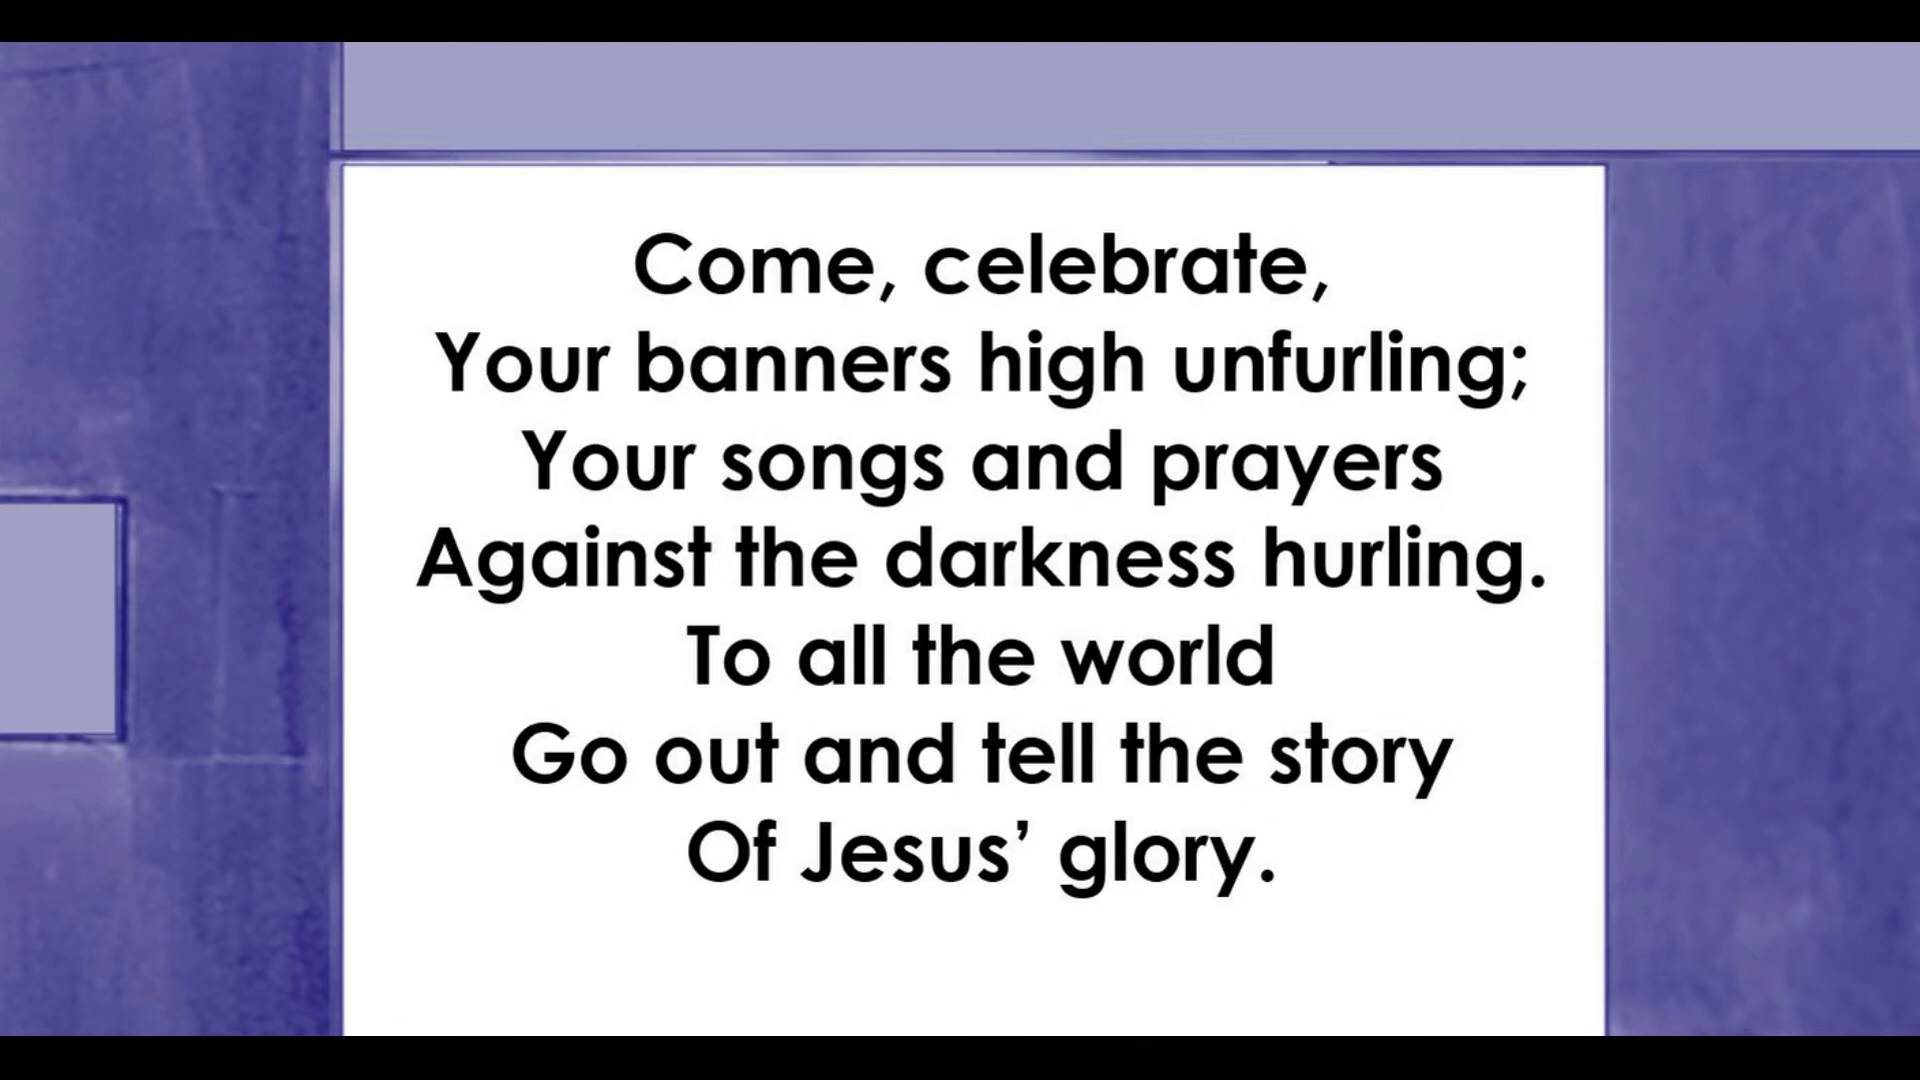 Come, celebrate,
Your banners high unfurling;
Your songs and prayers
Against the darkness hurling.
To all the world
Go out and tell the story
Of Jesus’ glory.